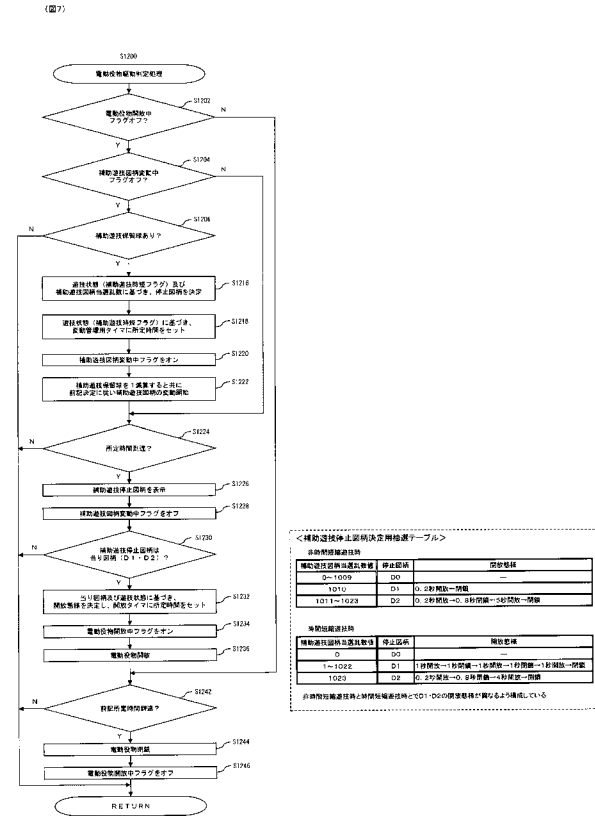 (図7)
S1200
電動役物駆動判定処理
S1202
電動役物開放中
フラグオフ?
N
Y
S1204
補助遊技図柄変動中
フラグオフ?
N
Y
S1206
N
補助遊技保留球あり?
Y
S1216
遊技状態(補助遊技時短フラグ)及び
補助遊技図柄当選乱数に基づき、停止図柄を決定
S1218
遊技状態(補助遊技時短フラグ)に基づき、
変動管理用タイマに所定時間をセット
S1220
補助遊技図柄変動中フラグをオン
S1222
補助遊技保留球を1減算すると共に
前記決定に従い補助遊技図柄の変動開始
S1224
N
所定時間到達?
Y
S1226
補助遊技停止図柄を表示
S1228
補助遊技図柄変動中フラグをオフ
S1230
N
補助遊技停止図柄は
当り図柄(D1・D2)?
Y
S1232
当り図柄及び遊技状態に基づき、
開放態様を決定し、開放タイマに所定時間をセット
S1234
電動役物開放中フラグをオン
S1236
電動役物開放
S1242
N
前記所定時間到達?
Y
S1244
電動役物閉鎖
S1246
電動役物開放中フラグをオフ
RETURN
<補助遊技停止図柄決定用抽選テーブル>
非時間短縮遊技時
補助遊技図柄当選乱数値 停止図柄 開放態様
0~1009 D0 —
1010 D1 0.2秒開放→閉鎖
1011~1023 D2 0.2秒開放→0.8秒閉鎖→5秒開放→閉鎖
時間短縮遊技時
補助遊技図柄当選乱数値 停止図柄 開放態様
0 D0 —
1~1022 D1 1秒開放→1秒閉鎖→1秒開放→1秒閉鎖→1秒開放→閉鎖
1023 D2 0.2秒開放→0.8秒閉鎖→4秒開放→閉鎖
非時間短縮遊技時と時間短縮遊技時とでD1・D2の開放態様が異なるよう構成している